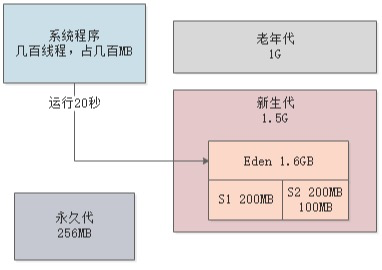 系统程序
几百线程，占几百MB
运行20秒
老年代
1G
新生代
1.5G
Eden 1.6GB
S1 200MB
S2 200MB
100MB
永久代
256MB